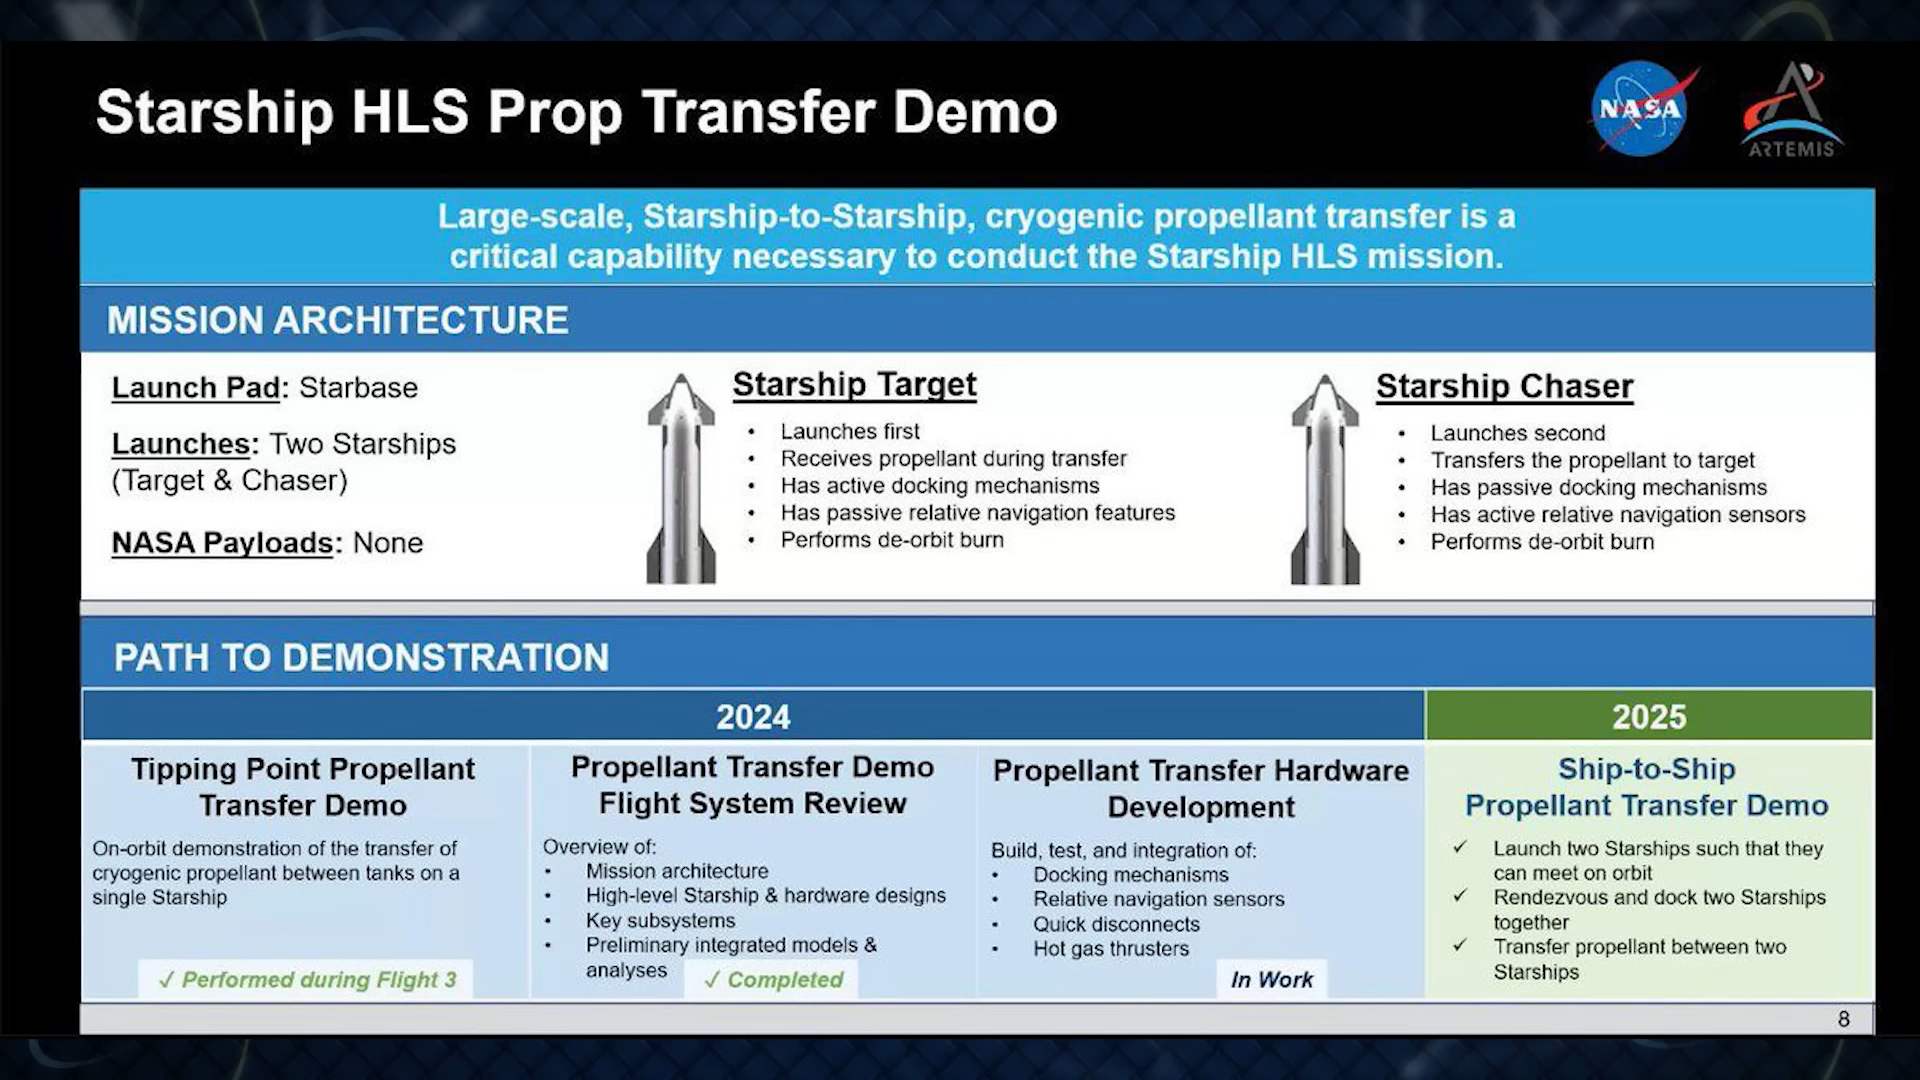 Starship HLS Prop Transfer Demo
NASA
ARTEMIS
Large-scale, Starship-to-Starship, cryogenic propellant transfer is a
critical capability necessary to conduct the Starship HLS mission.
MISSION ARCHITECTURE
Launch Pad: Starbase
Launches: Two Starships
(Target & Chaser)
NASA Payloads: None
Starship Target
• Launches first
• Receives propellant during transfer
• Has active docking mechanisms
• Has passive relative navigation features
• Performs de-orbit burn
Starship Chaser
• Launches second
• Transfers the propellant to target
• Has passive docking mechanisms
• Has active relative navigation sensors
• Performs de-orbit burn
PATH TO DEMONSTRATION
2024
2025
Tipping Point Propellant
Transfer Demo
On-orbit demonstration of the transfer of
cryogenic propellant between tanks on a
single Starship
✓ Performed during Flight 3
Propellant Transfer Demo
Flight System Review
Overview of:
• Mission architecture
• High-level Starship & hardware designs
• Key subsystems
• Preliminary integrated models &
analyses
✓ Completed
Propellant Transfer Hardware
Development
Build, test, and integration of:
• Docking mechanisms
• Relative navigation sensors
• Quick disconnects
• Hot gas thrusters
In Work
Ship-to-Ship
Propellant Transfer Demo
✓ Launch two Starships such that they
can meet on orbit
✓ Rendezvous and dock two Starships
together
✓ Transfer propellant between two
Starships
8